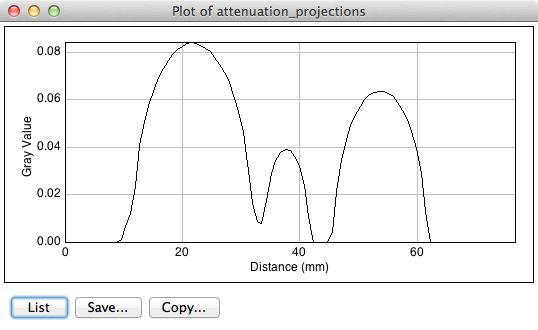 Plot of attenuation_projections
0.08
0.06
0.04
0.02
0.00
Gray Value
0 20 40 60
Distance (mm)
List Save... Copy...